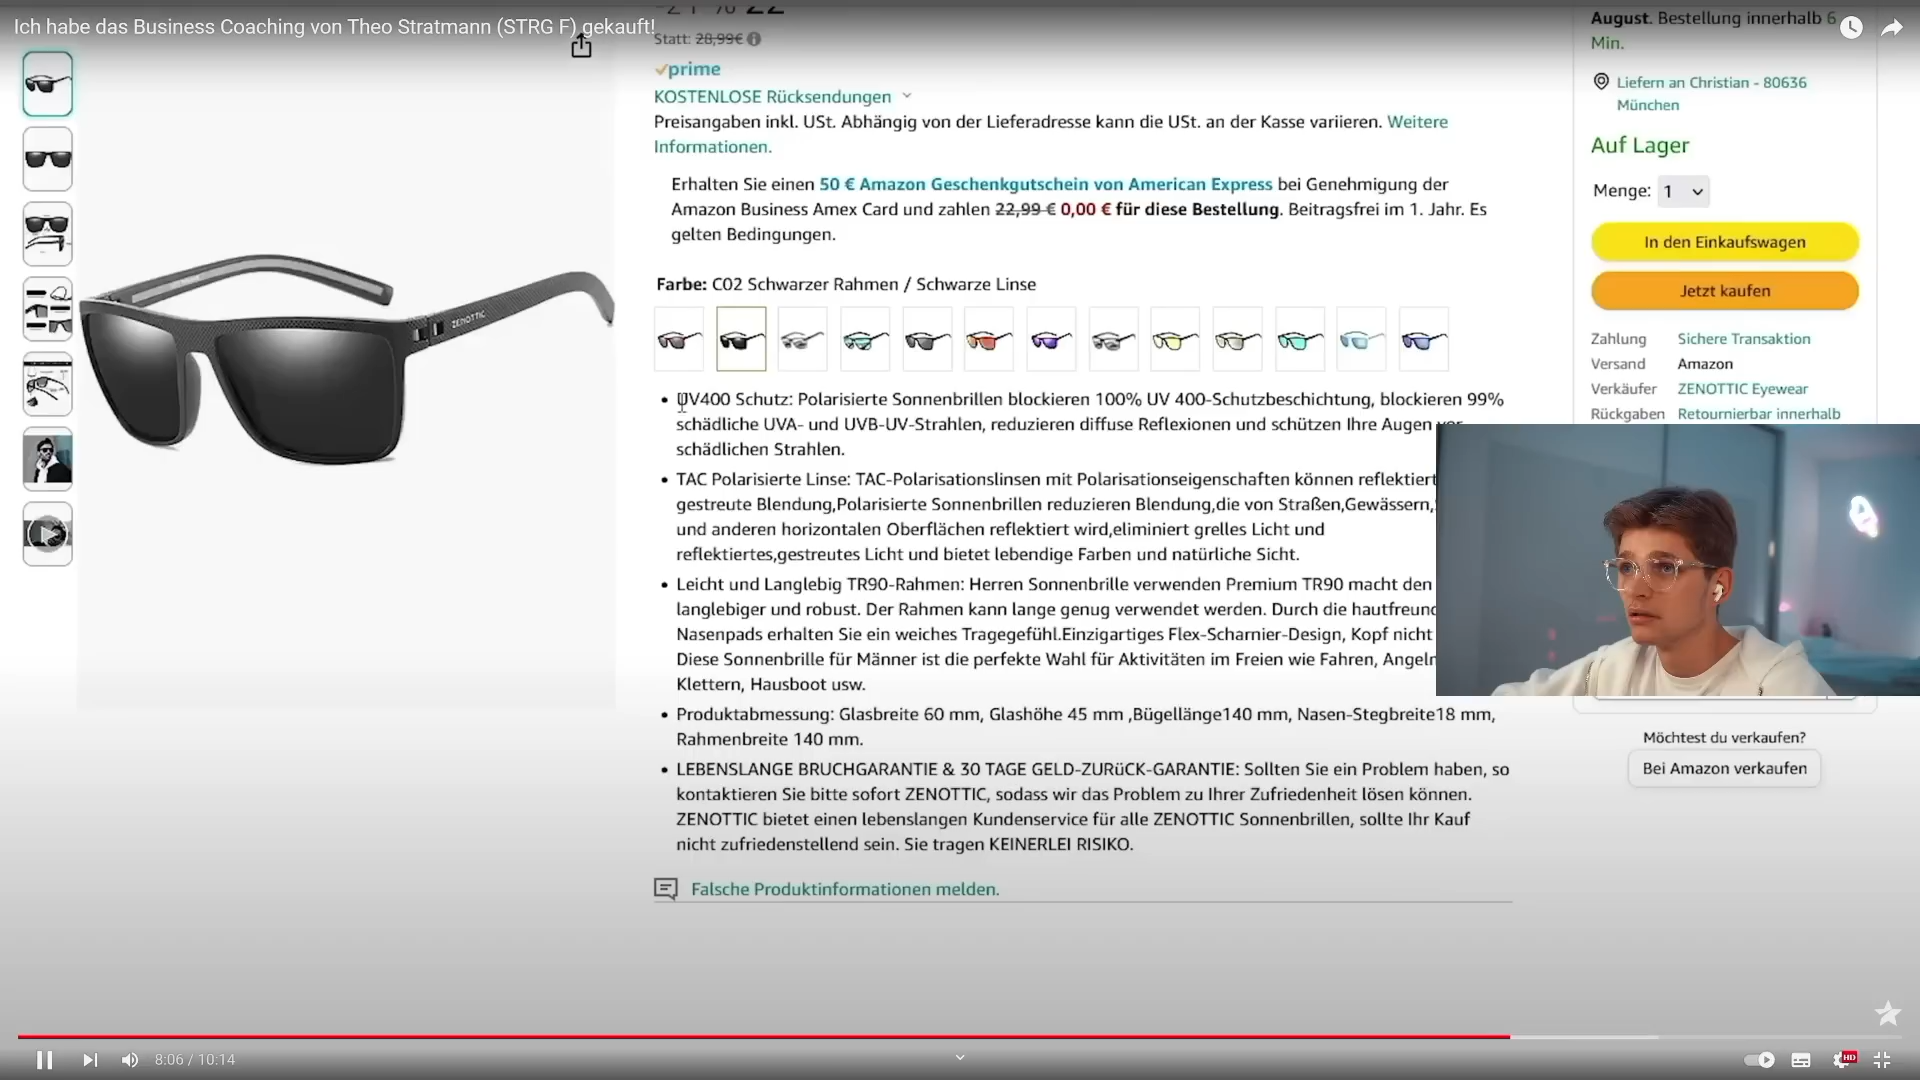 Ich habe das Business Coaching von Theo Stratmann (STRG F) gekauft!
Statt: 28,99€
prime
KOSTENLOSE Rücksendungen
Preisangaben inkl. USt. Abhängig von der Lieferadresse kann die USt. an der Kasse variieren. Weitere
Informationen.
Erhalten Sie einen 50 € Amazon Geschenkgutschein von American Express bei Genehmigung der
Amazon Business Amex Card und zahlen 22,99 € 0,00 € für diese Bestellung. Beitragsfrei im 1. Jahr. Es
gelten Bedingungen.
Farbe: C02 Schwarzer Rahmen / Schwarze Linse
ZENOTTIC
• UV400 Schutz: Polarisierte Sonnenbrillen blockieren 100% UV 400-Schutzbeschichtung, blockieren 99%
schädliche UVA- und UVB-UV-Strahlen, reduzieren diffuse Reflexionen und schützen Ihre Augen vor
schädlichen Strahlen.
• TAC Polarisierte Linse: TAC-Polarisationslinsen mit Polarisationseigenschaften können reflektiert
gestreute Blendung,Polarisierte Sonnenbrillen reduzieren Blendung,die von Straßen,Gewässern,
und anderen horizontalen Oberflächen reflektiert wird,eliminiert grelles Licht und
reflektiertes,gestreutes Licht und bietet lebendige Farben und natürliche Sicht.
• Leicht und Langlebig TR90-Rahmen: Herren Sonnenbrille verwenden Premium TR90 macht den
langlebiger und robust. Der Rahmen kann lange genug verwendet werden. Durch die hautfreund
Nasenpads erhalten Sie ein weiches Tragegefühl.Einzigartiges Flex-Scharnier-Design, Kopf nicht
Diese Sonnenbrille für Männer ist die perfekte Wahl für Aktivitäten im Freien wie Fahren, Angeln
Klettern, Hausboot usw.
• Produktabmessung: Glasbreite 60 mm, Glashöhe 45 mm ,Bügellänge140 mm, Nasen-Stegbreite18 mm,
Rahmenbreite 140 mm.
• LEBENSLANGE BRUCHGARANTIE & 30 TAGE GELD-ZURüCK-GARANTIE: Sollten Sie ein Problem haben, so
kontaktieren Sie bitte sofort ZENOTTIC, sodass wir das Problem zu Ihrer Zufriedenheit lösen können.
ZENOTTIC bietet einen lebenslangen Kundenservice für alle ZENOTTIC Sonnenbrillen, sollte Ihr Kauf
nicht zufriedenstellend sein. Sie tragen KEINERLEI RISIKO.
Falsche Produktinformationen melden.
August. Bestellung innerhalb 6
Min.
Liefern an Christian - 80636
München
Auf Lager
Menge: 1
In den Einkaufswagen
Jetzt kaufen
Zahlung Sichere Transaktion
Versand Amazon
Verkäufer ZENOTTIC Eyewear
Rückgaben Retournierbar innerhalb
Möchtest du verkaufen?
Bei Amazon verkaufen
8:06 / 10:14
HD